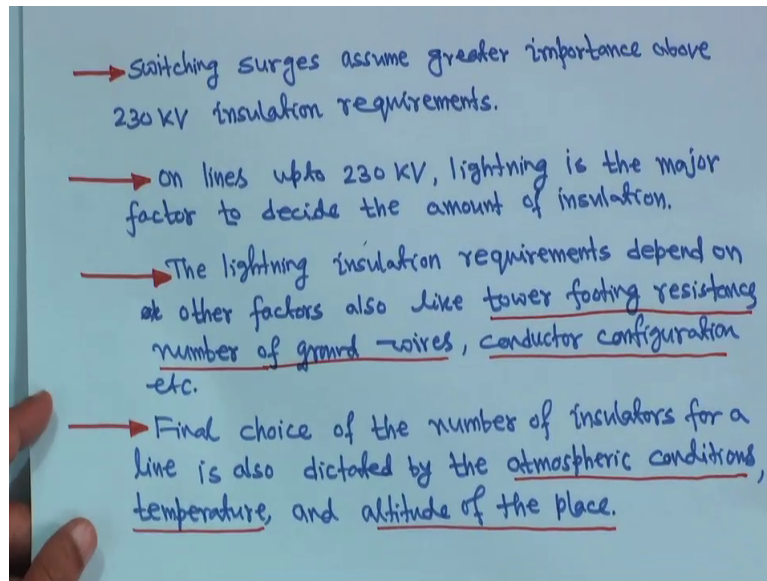 → Switching surges assume greater importance above
230 KV insulation requirements.
→ On lines upto 230 KV, lightning is the major
factor to decide the amount of insulation.
→ The lightning insulation requirements depend on
other factors also like tower footing resistance
number of ground wires, conductor configuration
etc.
→ Final choice of the number of insulators for a
line is also dictated by the atmospheric conditions,
temperature, and altitude of the place.